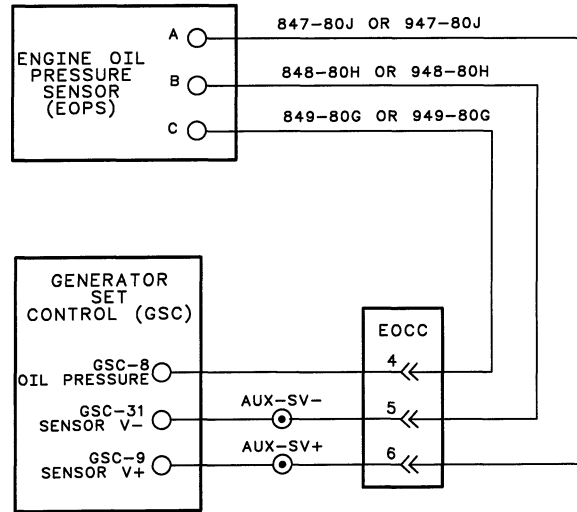 ENGINE OIL
PRESSURE
SENSOR
(EOPS)
A
847-80J OR 947-80J
B
848-80H OR 948-80H
C
849-80G OR 949-80G
GENERATOR
SET
CONTROL (GSC)
EOCC
GSC-8
OIL PRESSURE
4
GSC-31
SENSOR V-
AUX-SV-
5
GSC-9
SENSOR V+
AUX-SV+
6